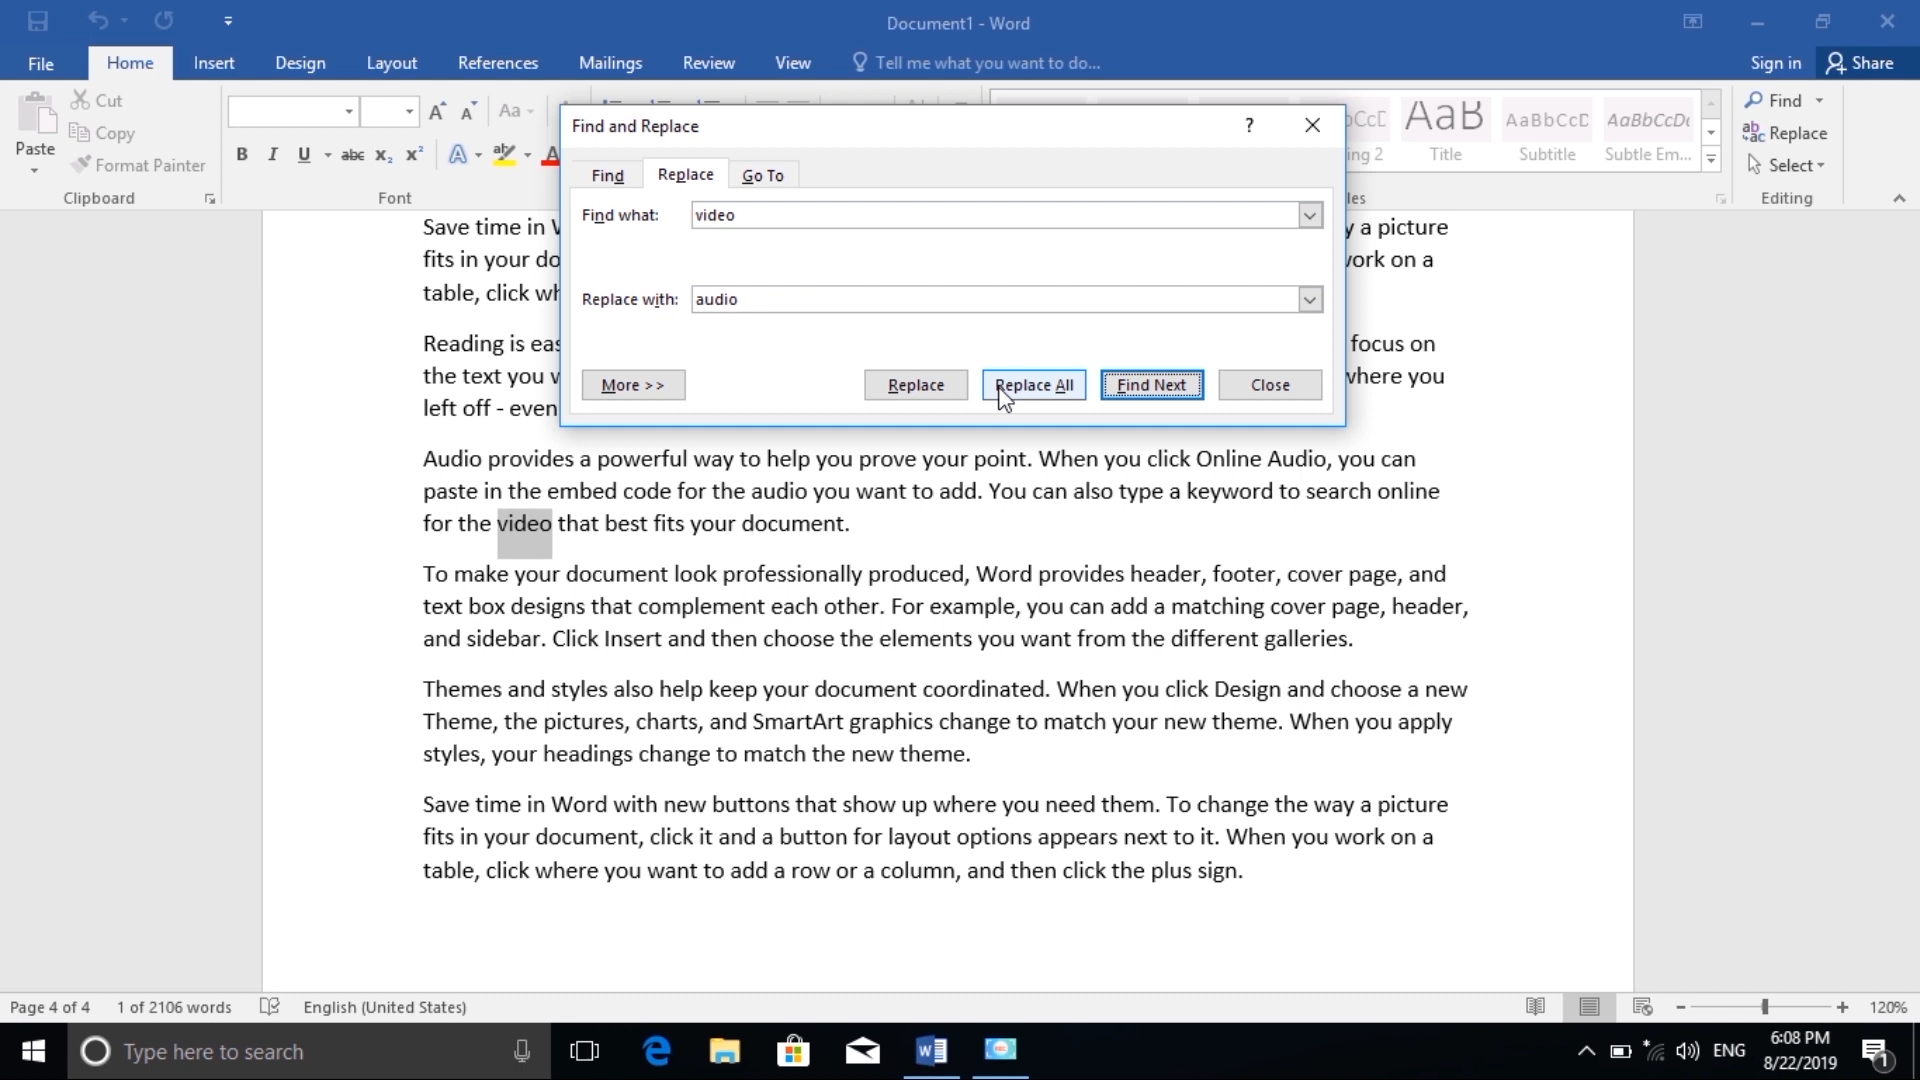 Document1 - Word
File Home Insert Design Layout References Mailings Review View Tell me what you want to do... Sign in Share
Paste
Cut
Copy
Format Painter
Clipboard
Aa
B I U abc x₂ x² A aby A
Font
ing 2
AaB
Title
AaBbCcD
Subtitle
Subtle Em...
les
Find
Replace
Select
Editing
Find and Replace
? ×
Find Replace Go To
Find what: video
Replace with: audio
More >> Replace Replace All Find Next Close
Save time in
y a picture
fits in your do
work on a
table, click wh
Reading is eas
focus on
the text you w
where you
left off - even
Audio provides a powerful way to help you prove your point. When you click Online Audio, you can
paste in the embed code for the audio you want to add. You can also type a keyword to search online
for the video that best fits your document.
To make your document look professionally produced, Word provides header, footer, cover page, and
text box designs that complement each other. For example, you can add a matching cover page, header,
and sidebar. Click Insert and then choose the elements you want from the different galleries.
Themes and styles also help keep your document coordinated. When you click Design and choose a new
Theme, the pictures, charts, and SmartArt graphics change to match your new theme. When you apply
styles, your headings change to match the new theme.
Save time in Word with new buttons that show up where you need them. To change the way a picture
fits in your document, click it and a button for layout options appears next to it. When you work on a
table, click where you want to add a row or a column, and then click the plus sign.
Page 4 of 4 1 of 2106 words English (United States) 120%
Type here to search
ENG
6:08 PM
8/22/2019
1